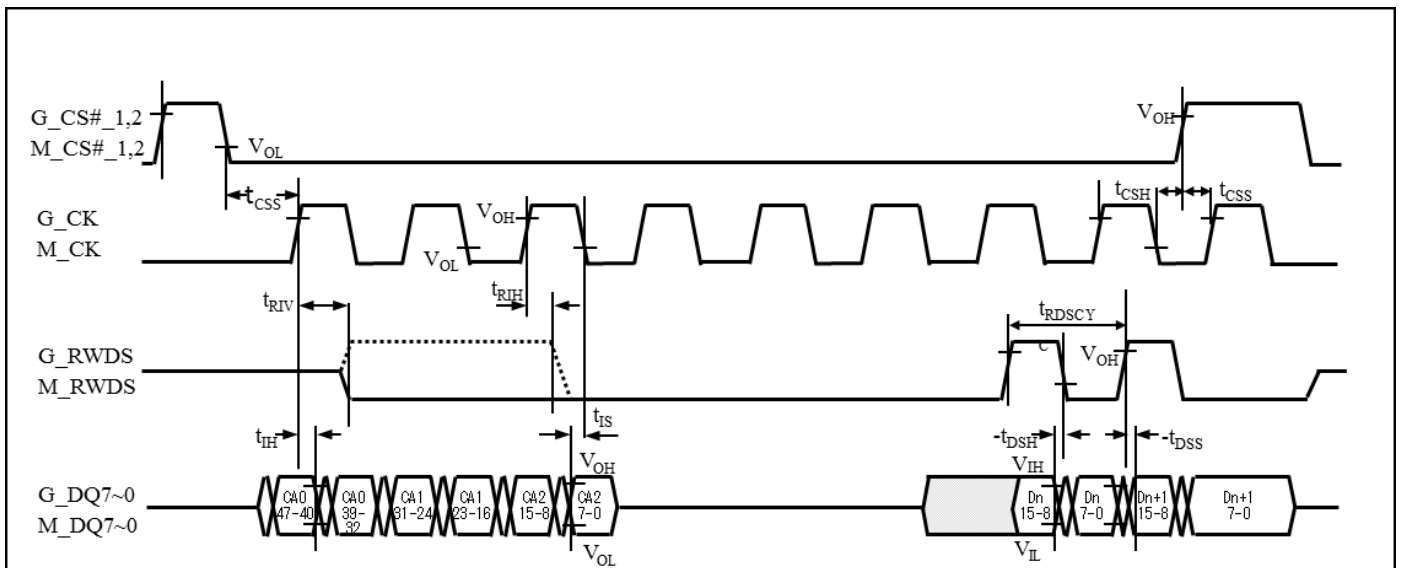 G_CS#_1,2
M_CS#_1,2
VOL
VOH
tCSS
tCSH
tCSS
G_CK
M_CK
VOH
VOL
tRIV
tRIH
tRDSCY
C
G_RWDS
M_RWDS
VOH
tIH
tIS
-tDSH
-tDSS
VOH
VIH
G_DQ7~0
M_DQ7~0
CA0
47-40
CA0
39-
32
CA1
31-24
CA1
23-16
CA2
15-8
CA2
7-0
Dn
15-8
Dn
7-0
Dn+1
15-8
Dn+1
7-0
VOL
VIL